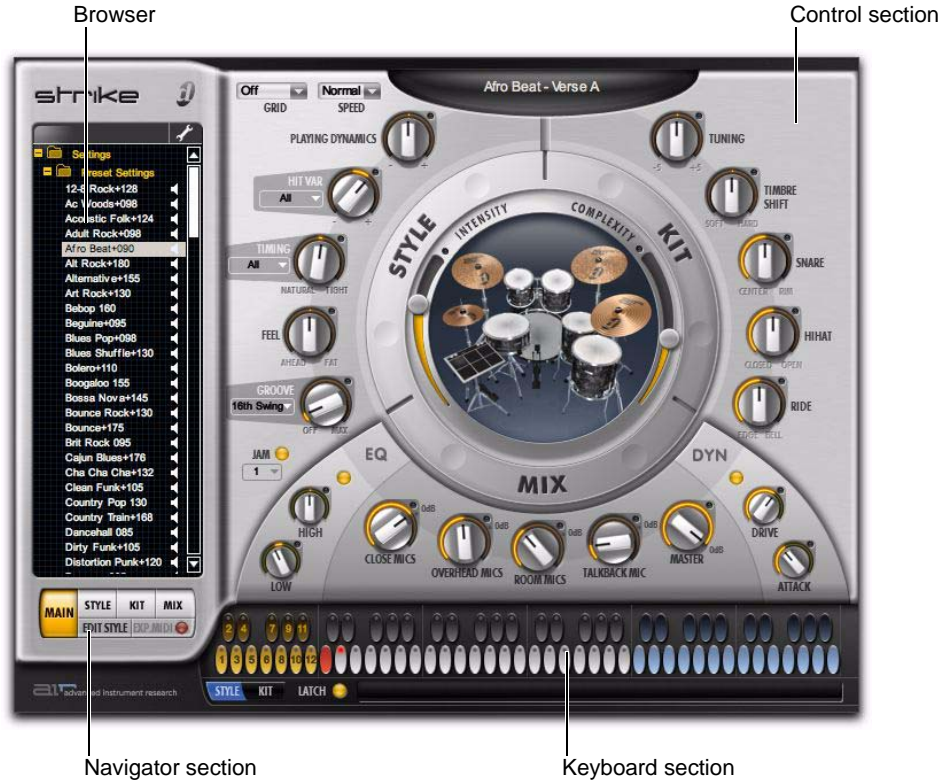 Browser
Control section
strike
Off
GRID
Normal
SPEED
Afro Beat - Verse A
PLAYING DYNAMICS
- +
TUNING
-5 +5
Settings
Preset Settings
12-8 Rock+128
Ac Woods+098
Acoustic Folk+124
Adult Rock+098
Afro Beat+090
Alt Rock+180
Alternative+155
Art Rock+130
Bebop 160
Beguine+095
Blues Pop+098
Blues Shuffle+130
Bolero+110
Boogaloo 155
Bossa Nova+145
Bounce Rock+130
Bounce+175
Brit Rock 095
Cajun Blues+176
Cha Cha Cha+132
Clean Funk+105
Country Pop 130
Country Train+168
Dancehall 085
Dirty Funk+105
Distortion Punk+120
HIT VAR
All
- +
TIMING
All
NATURAL TIGHT
FEEL
AHEAD FAT
GROOVE
16th Swing
OFF MAX
JAM
1
STYLE
INTENSITY
COMPLEXITY
KIT
TIMBRE
SHIFT
SOFT HARD
SNARE
CENTER RIM
HIHAT
CLOSED OPEN
RIDE
EDGE BELL
EQ
MIX
DYN
HIGH
LOW
CLOSE MICS
0dB
OVERHEAD MICS
0dB
ROOM MICS
0dB
TALKBACK MIC
0dB
MASTER
0dB
DRIVE
ATTACK
MAIN
STYLE KIT MIX
EDIT STYLE EXP.MIDI
2 4 7 9 11
1 3 5 6 8 10 12
air advanced instrument research
STYLE KIT LATCH
Navigator section
Keyboard section